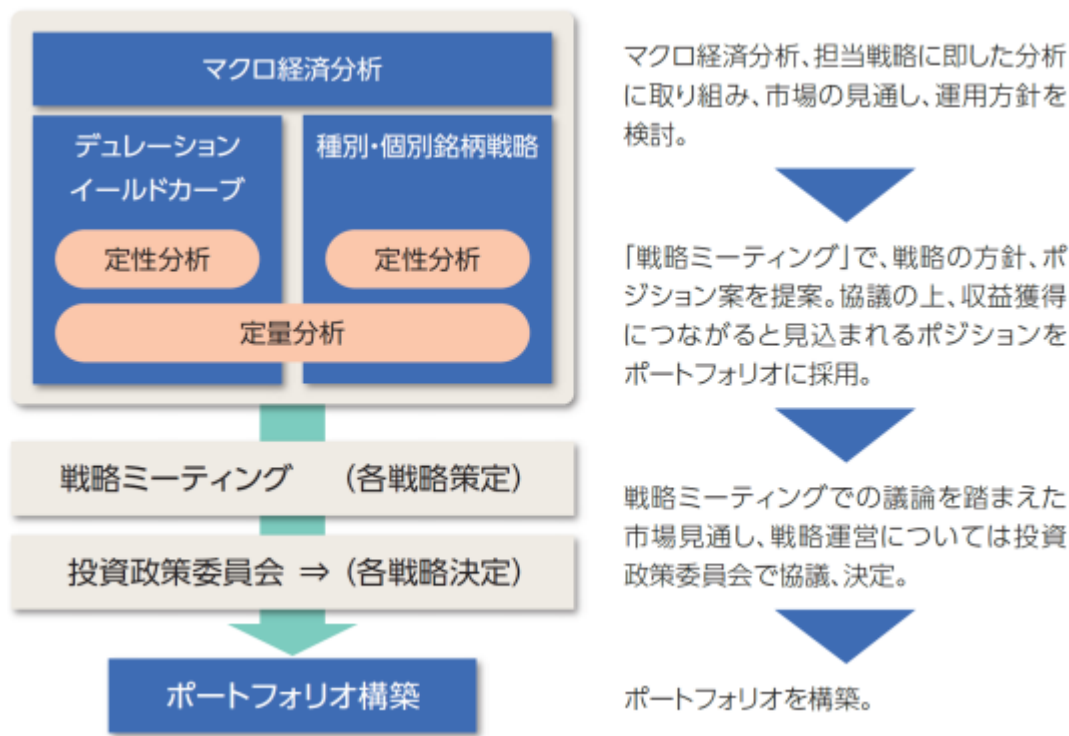 マクロ経済分析
デュレーション
イールドカーブ
種別・個別銘柄戦略
定性分析
定性分析
定量分析
戦略ミーティング （各戦略策定）
投資政策委員会 ⇒（各戦略決定）
ポートフォリオ構築
マクロ経済分析、担当戦略に即した分析
に取り組み、市場の見通し、運用方針を
検討。
「戦略ミーティング」で、戦略の方針、ポ
ジション案を提案。協議の上、収益獲得
につながると見込まれるポジションを
ポートフォリオに採用。
戦略ミーティングでの議論を踏まえた
市場見通し、戦略運営については投資
政策委員会で協議、決定。
ポートフォリオを構築。